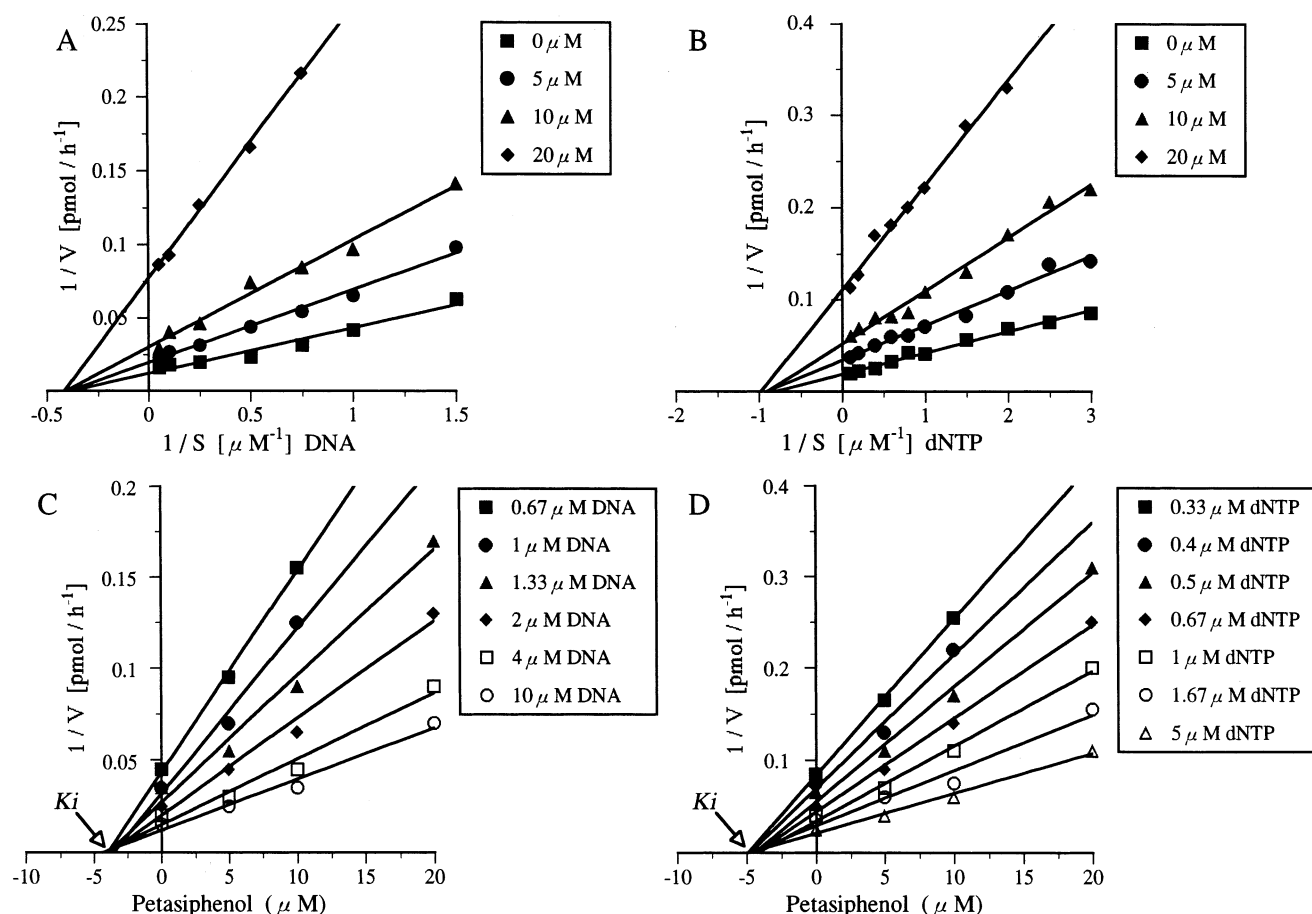 A
0.25
0.2
0.15
0.1
0.05
1 / V [pmol / h⁻¹]
-0.5
0
0.5
1
1.5
1 / S [μ M⁻¹] DNA
0 μ M
5 μ M
10 μ M
20 μ M
B
0.4
0.3
0.2
0.1
1 / V [pmol / h⁻¹]
-2
-1
0
1
2
3
1 / S [μ M⁻¹] dNTP
0 μ M
5 μ M
10 μ M
20 μ M
C
0.2
0.15
0.1
0.05
1 / V [pmol / h⁻¹]
Ki
-10
-5
0
5
10
15
20
Petasiphenol (μ M)
0.67 μ M DNA
1 μ M DNA
1.33 μ M DNA
2 μ M DNA
4 μ M DNA
10 μ M DNA
D
0.4
0.3
0.2
0.1
1 / V [pmol / h⁻¹]
Ki
-10
-5
0
5
10
15
20
Petasiphenol (μ M)
0.33 μ M dNTP
0.4 μ M dNTP
0.5 μ M dNTP
0.67 μ M dNTP
1 μ M dNTP
1.67 μ M dNTP
5 μ M dNTP